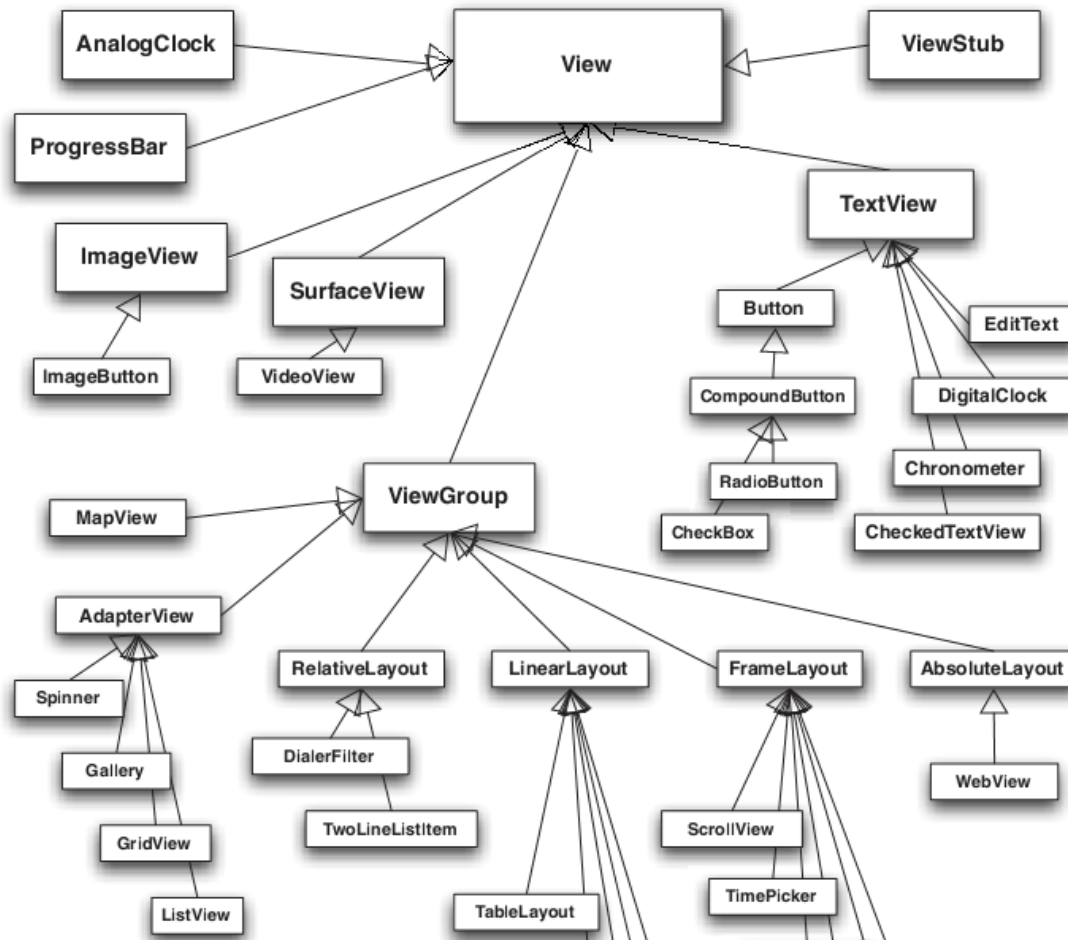 AnalogClock
View
ViewStub
ProgressBar
TextView
ImageView
SurfaceView
Button
EditText
ImageButton
VideoView
CompoundButton
DigitalClock
ViewGroup
RadioButton
Chronometer
MapView
CheckBox
CheckedTextView
AdapterView
RelativeLayout
LinearLayout
FrameLayout
AbsoluteLayout
Spinner
DialerFilter
Gallery
WebView
TwoLineListItem
ScrollView
GridView
TimePicker
TableLayout
ListView